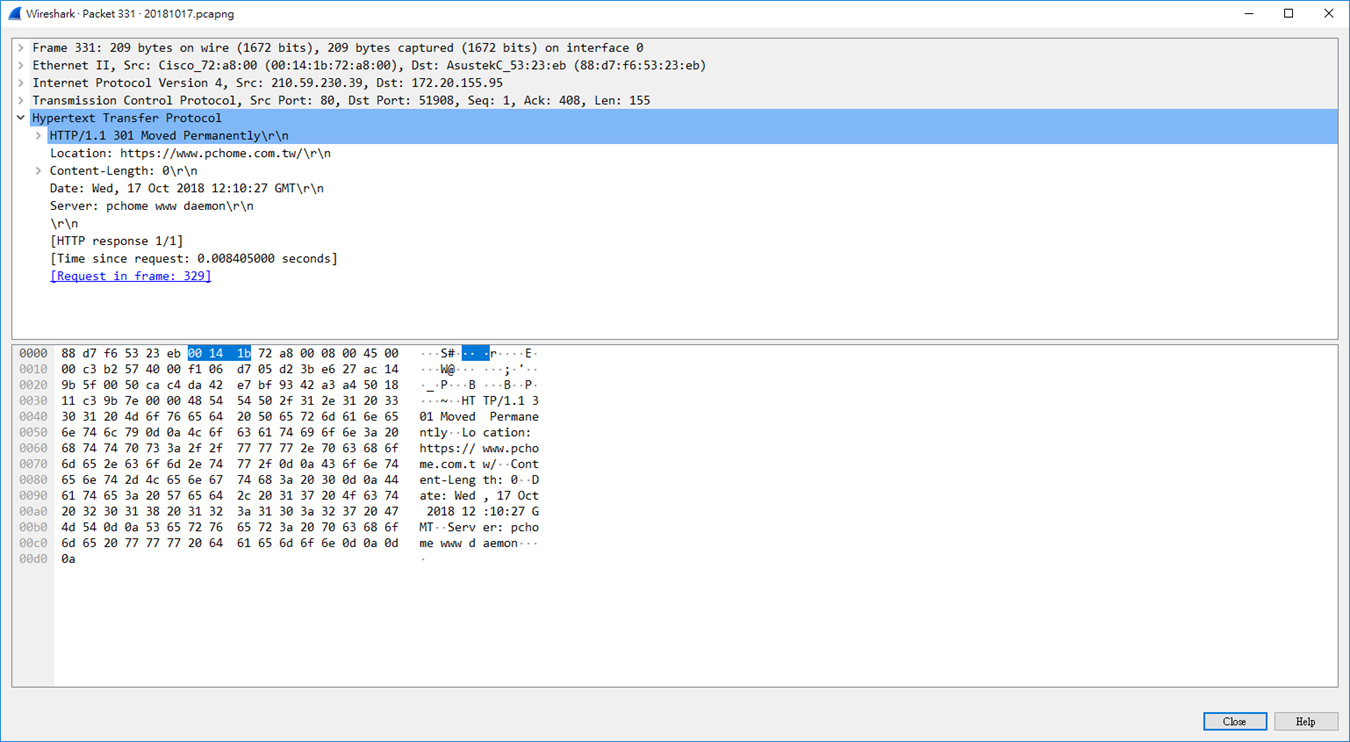 Wireshark · Packet 331 · 20181017.pcapng
Frame 331: 209 bytes on wire (1672 bits), 209 bytes captured (1672 bits) on interface 0
Ethernet II, Src: Cisco_72:a8:00 (00:14:1b:72:a8:00), Dst: AsustekC_53:23:eb (88:d7:f6:53:23:eb)
Internet Protocol Version 4, Src: 210.59.230.39, Dst: 172.20.155.95
Transmission Control Protocol, Src Port: 80, Dst Port: 51908, Seq: 1, Ack: 408, Len: 155
Hypertext Transfer Protocol
HTTP/1.1 301 Moved Permanently\r\n
Location: https://www.pchome.com.tw/\r\n
Content-Length: 0\r\n
Date: Wed, 17 Oct 2018 12:10:27 GMT\r\n
Server: pchome www daemon\r\n
\r\n
[HTTP response 1/1]
[Time since request: 0.008405000 seconds]
[Request in frame: 329]
0000 88 d7 f6 53 23 eb 00 14 1b 72 a8 00 08 00 45 00 ···S#··· ·r····E·
0010 00 c3 b2 57 40 00 f1 06 d7 05 d2 3b e6 27 ac 14 ···W@··· ···;·'··
0020 9b 5f 00 50 ca c4 da 42 e7 bf 93 42 a3 a4 50 18 ·_·P···B ···B··P·
0030 11 c3 9b 7e 00 00 48 54 54 50 2f 31 2e 31 20 33 ···~··HT TP/1.1 3
0040 30 31 20 4d 6f 76 65 64 20 50 65 72 6d 61 6e 65 01 Moved Permane
0050 6e 74 6c 79 0d 0a 4c 6f 63 61 74 69 6f 6e 3a 20 ntly··Lo cation:
0060 68 74 74 70 73 3a 2f 2f 77 77 77 2e 70 63 68 6f https:// www.pcho
0070 6d 65 2e 63 6f 6d 2e 74 77 2f 0d 0a 43 6f 6e 74 me.com.t w/··Cont
0080 65 6e 74 2d 4c 65 6e 67 74 68 3a 20 30 0d 0a 44 ent-Leng th: 0··D
0090 61 74 65 3a 20 57 65 64 2c 20 31 37 20 4f 63 74 ate: Wed , 17 Oct
00a0 20 32 30 31 38 20 31 32 3a 31 30 3a 32 37 20 47 2018 12 :10:27 G
00b0 4d 54 0d 0a 53 65 72 76 65 72 3a 20 70 63 68 6f MT··Serv er: pcho
00c0 6d 65 20 77 77 77 20 64 61 65 6d 6f 6e 0d 0a 0d me www d aemon···
00d0 0a ·
Close
Help